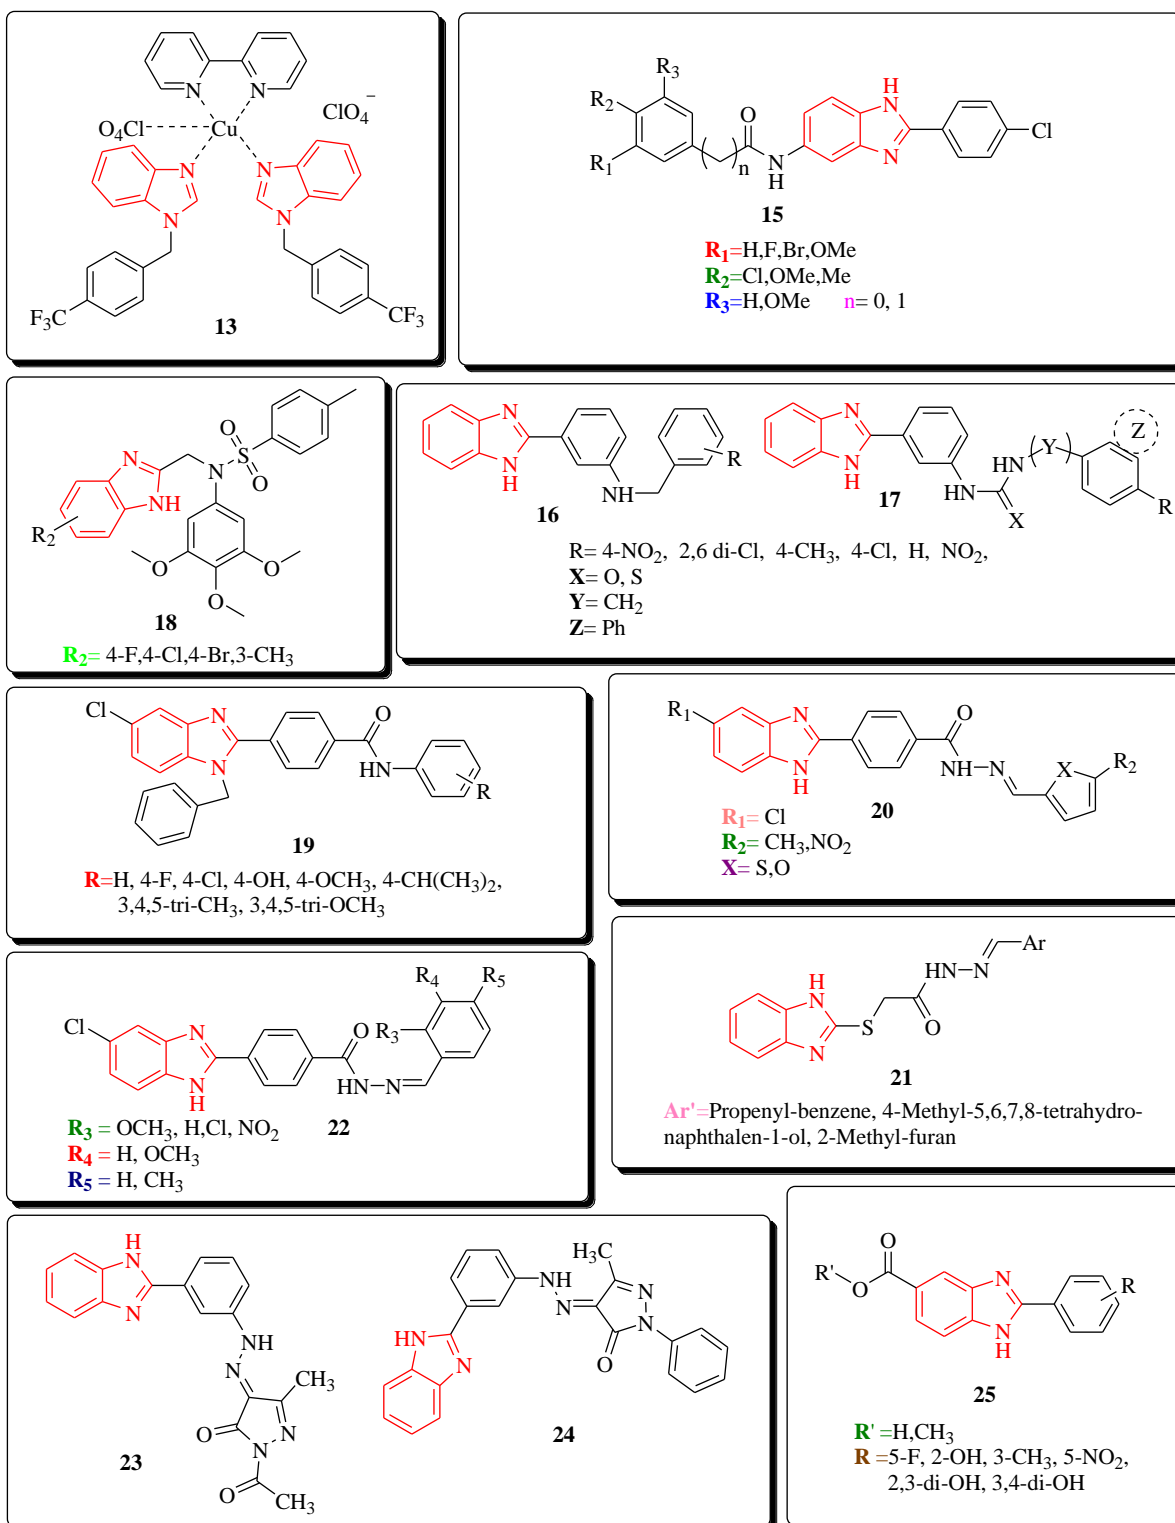 N
N
O₄Cl
Cu
ClO₄⁻
N
N
N
N
F₃C
CF₃
13
R₃
R₂
R₁
n
O
N
H
H
N
N
Cl
15
R₁=H,F,Br,OMe
R₂=Cl,OMe,Me
R₃=H,OMe n= 0, 1
N
NH
R₂
N
O
S
O
O
O
O
18
R₂= 4-F,4-Cl,4-Br,3-CH₃
N
N
H
NH
R
16
N
N
H
NH
HN
X
Y
Z
R
17
R= 4-NO₂, 2,6 di-Cl, 4-CH₃, 4-Cl, H, NO₂,
X= O, S
Y= CH₂
Z= Ph
Cl
N
N
O
HN
R
19
R=H, 4-F, 4-Cl, 4-OH, 4-OCH₃, 4-CH(CH₃)₂,
3,4,5-tri-CH₃, 3,4,5-tri-OCH₃
R₁
N
N
H
O
NH
N
X
R₂
20
R₁= Cl
R₂= CH₃,NO₂
X= S,O
Cl
N
N
H
O
HN
N
R₃
R₄
R₅
22
R₃= OCH₃, H,Cl, NO₂
R₄ = H, OCH₃
R₅ = H, CH₃
H
N
N
S
O
HN
N
Ar
21
Ar'=Propenyl-benzene, 4-Methyl-5,6,7,8-tetrahydro-
naphthalen-1-ol, 2-Methyl-furan
H
N
N
NH
N
CH₃
O
N
N
O
CH₃
23
HN
N
NH
N
H₃C
N
N
O
24
R'
O
O
N
N
H
R
25
R' =H,CH₃
R =5-F, 2-OH, 3-CH₃, 5-NO₂,
2,3-di-OH, 3,4-di-OH